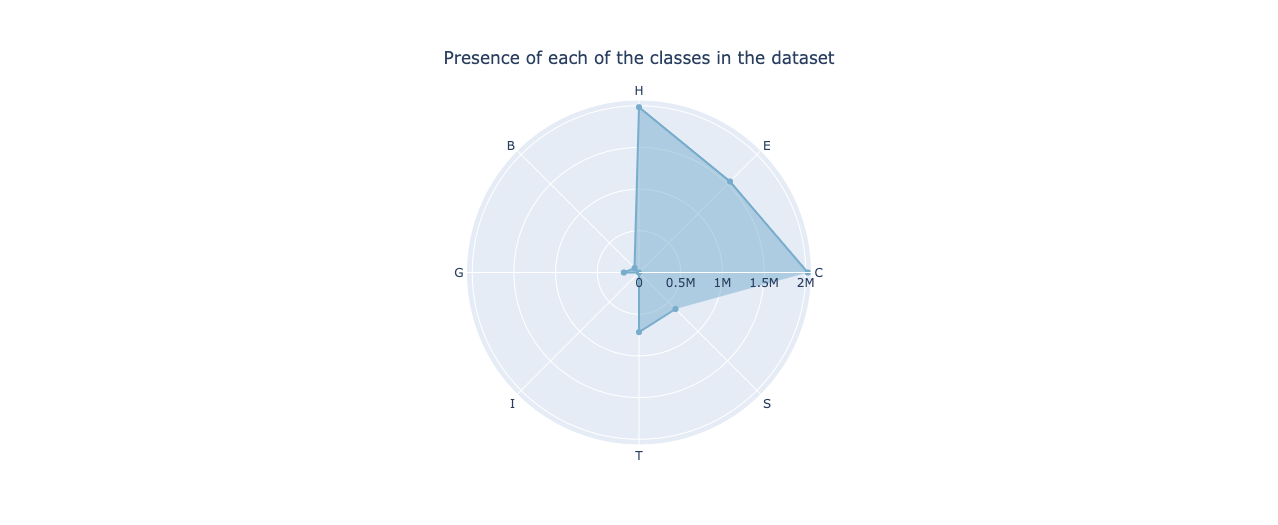 Presence of each of the classes in the dataset
H
B
E
G
0 0.5M 1M 1.5M 2M
C
I
S
T